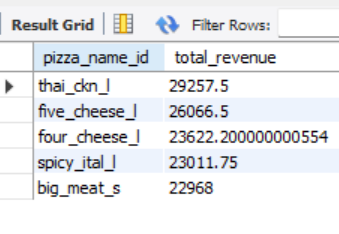 Result Grid Filter Rows:
pizza_name_id total_revenue
thai_ckn_l 29257.5
five_cheese_l 26066.5
four_cheese_l 23622.200000000554
spicy_ital_l 23011.75
big_meat_s 22968